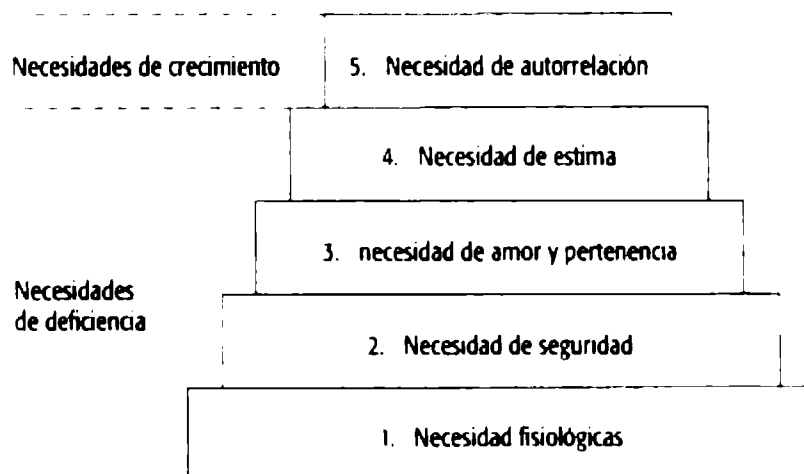 Necesidades de crecimiento
5. Necesidad de autorrelación
4. Necesidad de estima
3. necesidad de amor y pertenencia
Necesidades
de deficiencia
2. Necesidad de seguridad
1. Necesidad fisiológicas